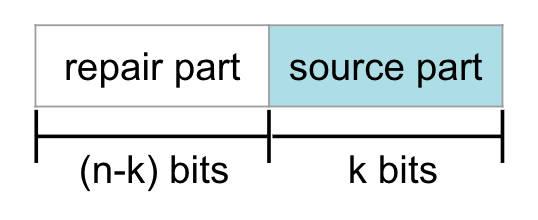 repair part source part
(n-k) bits k bits